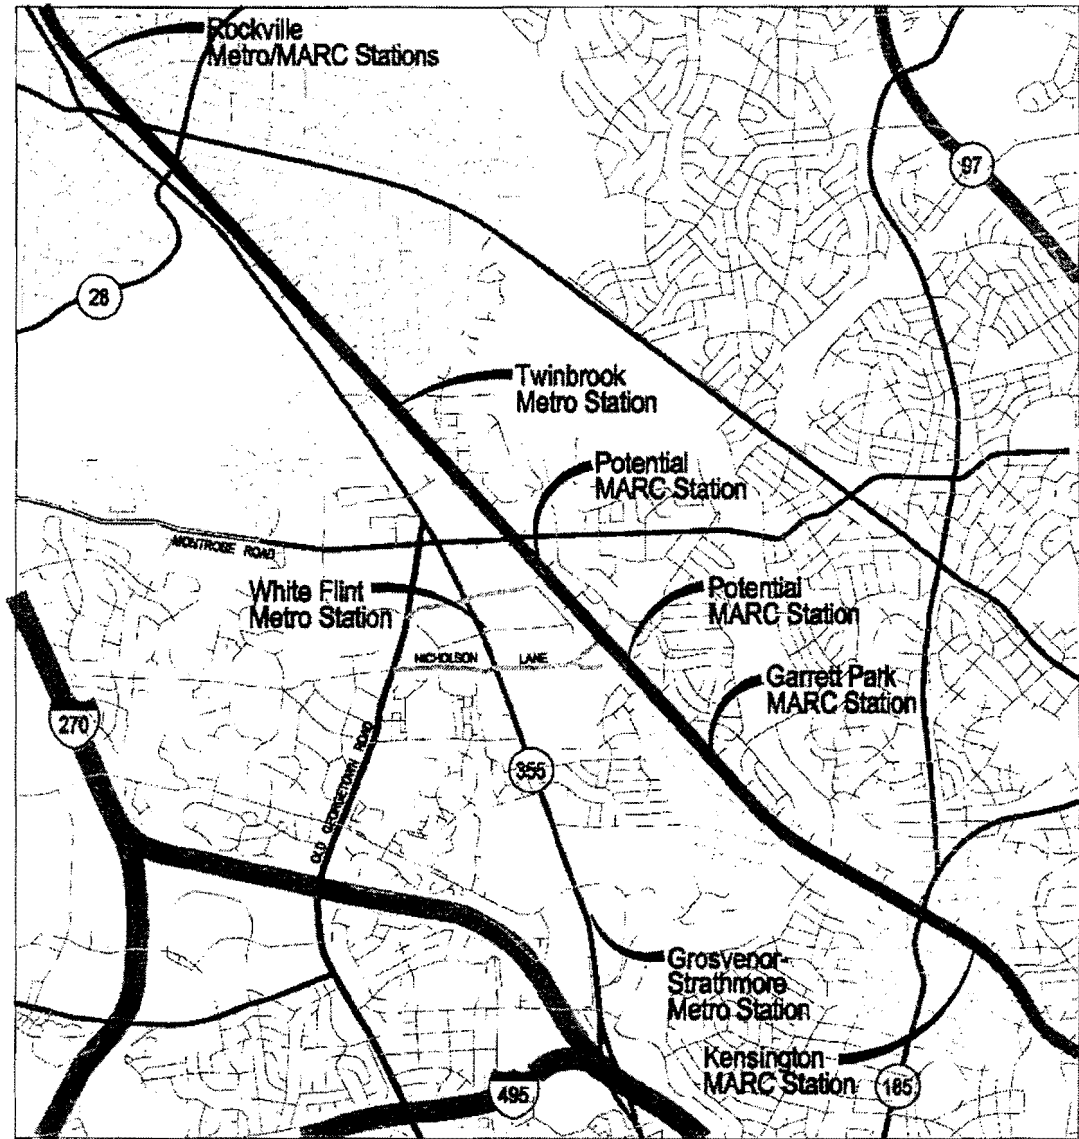 Rockville
Metro/MARC Stations
97
28
Twinbrook
Metro Station
Potential
MARC Station
MONTROSE ROAD
White Flint
Metro Station
Potential
MARC Station
NICHOLSON LANE
Garrett Park
MARC Station
270
OLD GEORGETOWN ROAD
355
Grosvenor-
Strathmore
Metro Station
Kensington
MARC Station
185
495